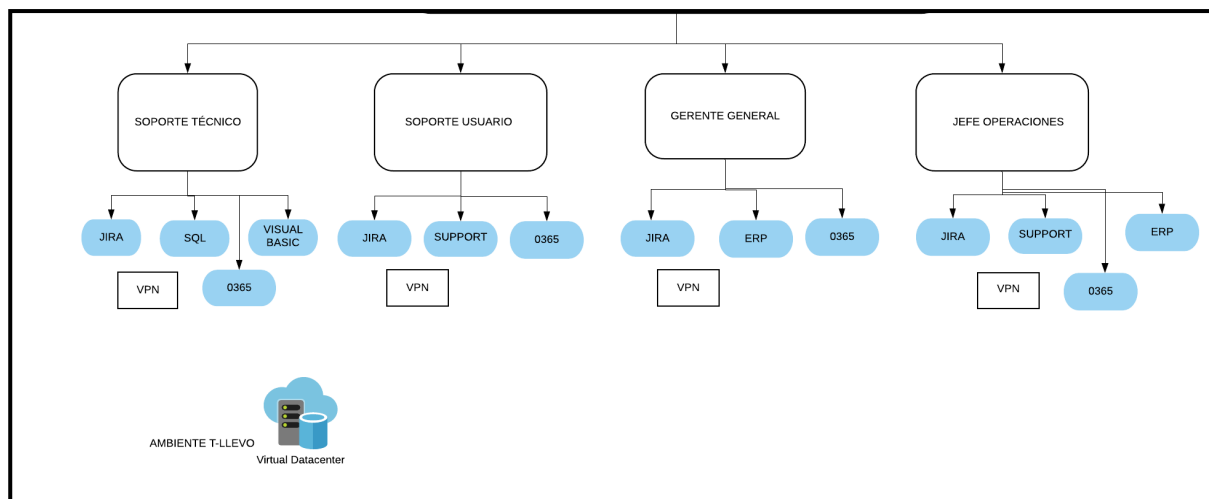 SOPORTE TÉCNICO
SOPORTE USUARIO
GERENTE GENERAL
JEFE OPERACIONES
JIRA
SQL
VISUAL
BASIC
JIRA
SUPPORT
0365
JIRA
ERP
0365
JIRA
SUPPORT
ERP
VPN
0365
VPN
VPN
VPN
0365
AMBIENTE T-LLEVO
Virtual Datacenter